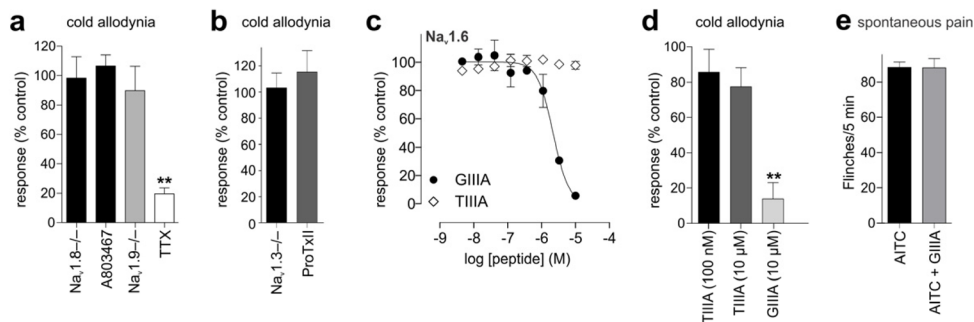 a
cold allodynia
response (% control)
120
100
80
60
40
20
0
**
Nav1.8–/–
A803467
Nav1.9–/–
TTX
b
cold allodynia
response (% control)
120
100
80
60
40
20
0
Nav1.3–/–
ProTxII
c
Nav1.6
response (% control)
120
100
80
60
40
20
0
GIIIA
TIIIA
-9
-8
-7
-6
-5
-4
log [peptide] (M)
d
cold allodynia
response (% control)
100
80
60
40
20
0
**
TIIIA (100 nM)
TIIIA (10 µM)
GIIIA (10 µM)
e
spontaneous pain
Flinches/5 min
100
80
60
40
20
0
AITC
AITC + GIIIA